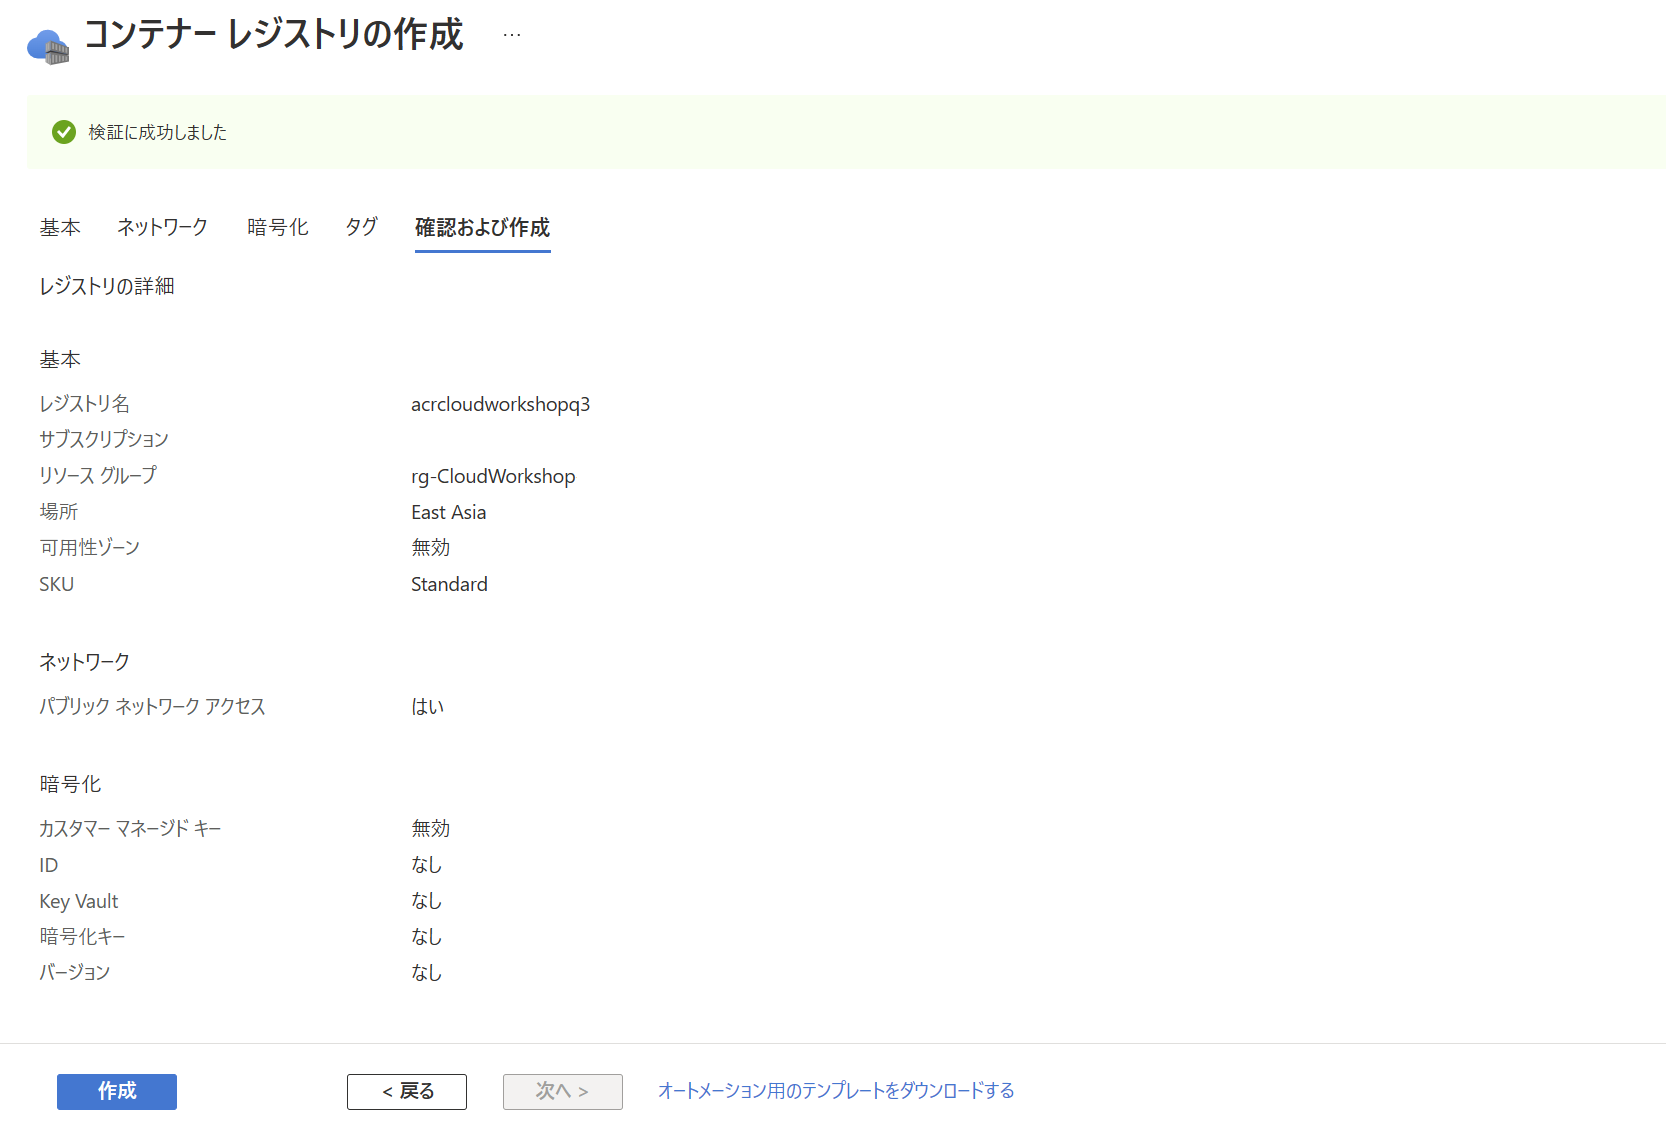 コンテナー レジストリの作成 …
検証に成功しました
基本 ネットワーク 暗号化 タグ 確認および作成
レジストリの詳細
基本
レジストリ名 acrcloudworkshopq3
サブスクリプション
リソース グループ rg-CloudWorkshop
場所 East Asia
可用性ゾーン 無効
SKU Standard
ネットワーク
パブリック ネットワーク アクセス はい
暗号化
カスタマー マネージド キー 無効
ID なし
Key Vault なし
暗号化キー なし
バージョン なし
作成 < 戻る 次へ > オートメーション用のテンプレートをダウンロードする